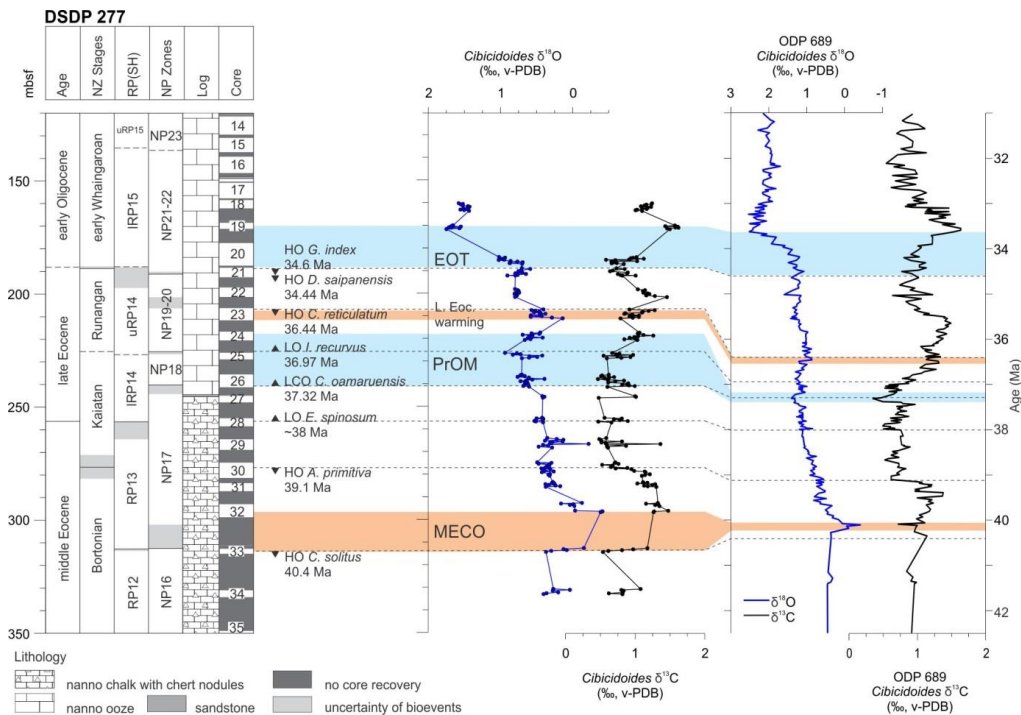 DSDP 277
mbsf
Age
NZ Stages
RP(SH)
NP Zones
Log
Core
Cibicidoides δ18O
(‰, v-PDB)
2 1 0
ODP 689
Cibicidoides δ18O
(‰, v-PDB)
3 2 1 0 -1
150
200
250
300
350
early Oligocene
late Eocene
middle Eocene
early Whaingaroan
Runangan
Kaiatan
Bortonian
uRP15
lRP15
uRP14
lRP14
RP13
RP12
NP23
NP21-22
NP19-20
NP18
NP17
NP16
14
15
16
17
18
19
20
21
22
23
24
25
26
27
28
29
30
31
32
33
34
35
HO G. index
34.6 Ma
HO D. saipanensis
34.44 Ma
HO C. reticulatum
36.44 Ma
LO I. recurvus
36.97 Ma
LCO C. oamaruensis
37.32 Ma
LO E. spinosum
~38 Ma
HO A. primitiva
39.1 Ma
HO C. solitus
40.4 Ma
EOT
L. Eoc.
warming
PrOM
MECO
32
34
36
38
40
42
Age (Ma)
δ18O
δ13C
0 1 2
Cibicidoides δ13C
(‰, v-PDB)
0 1 2
ODP 689
Cibicidoides δ13C
(‰, v-PDB)
Lithology
nanno chalk with chert nodules
nanno ooze
sandstone
no core recovery
uncertainty of bioevents